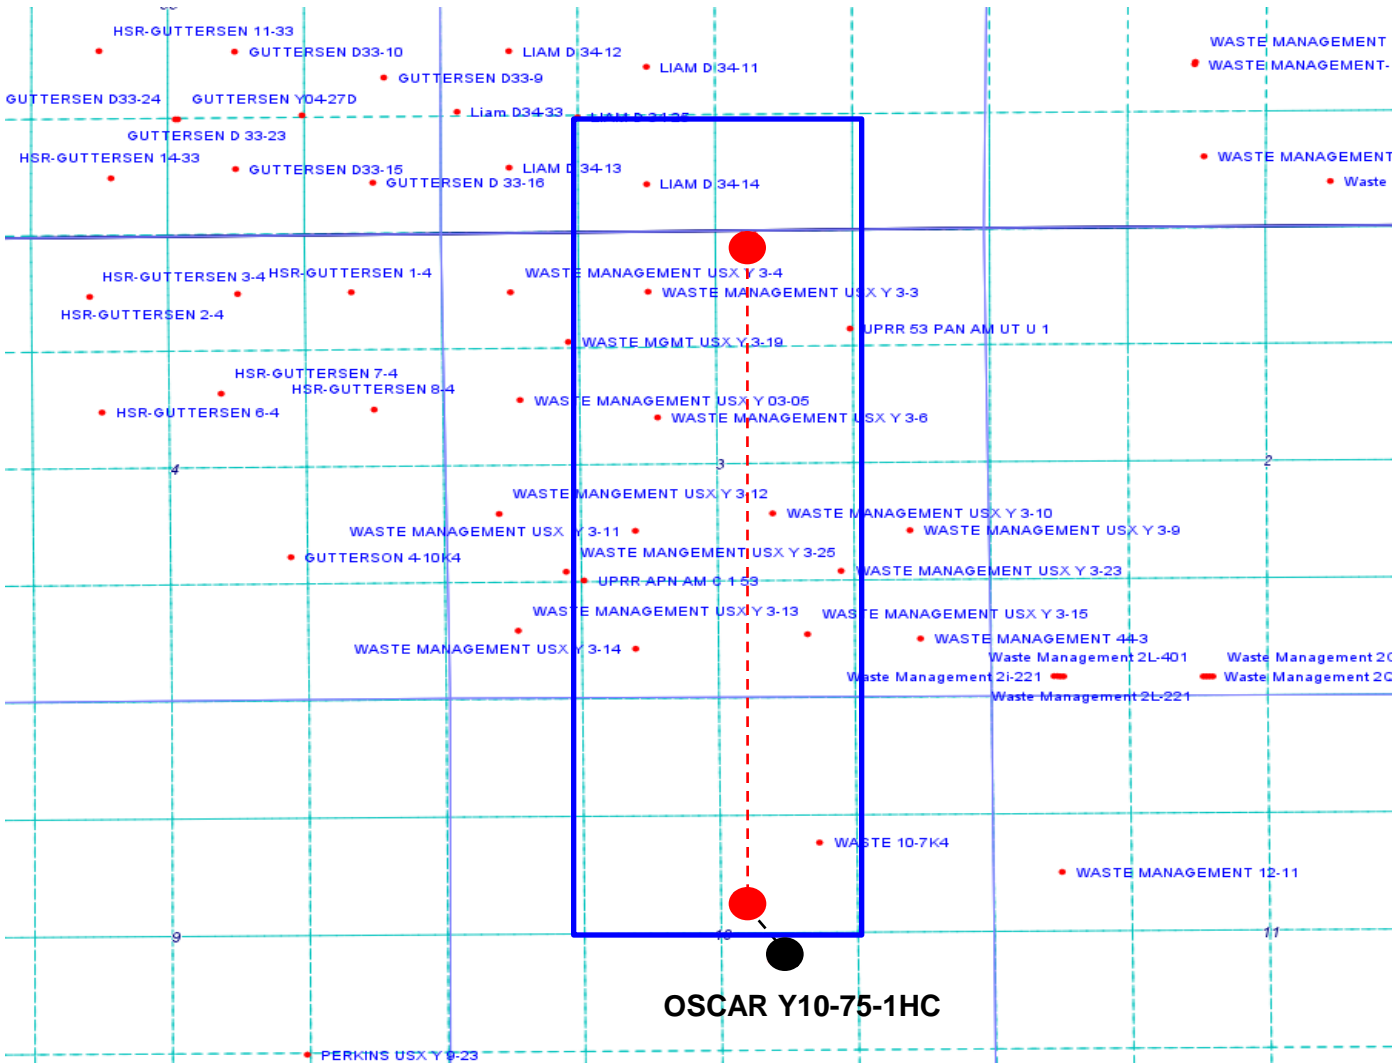 HSR-GUTTERSEN 11-33
WASTE MANAGEMENT
GUTTERSEN D33-10
LIAM D 34-12
LIAM D 34-11
WASTE MANAGEMENT-
GUTTERSEN D33-9
GUTTERSEN D33-24
GUTTERSEN Y04-27D
Liam D34-33
LIAM D 34-25
GUTTERSEN D 33-23
HSR-GUTTERSEN 14-33
WASTE MANAGEMENT
GUTTERSEN D33-15
LIAM D 34-13
GUTTERSEN D 33-16
LIAM D 34-14
Waste
HSR-GUTTERSEN 3-4
HSR-GUTTERSEN 1-4
WASTE MANAGEMENT USX Y 3-4
WASTE MANAGEMENT USX Y 3-3
HSR-GUTTERSEN 2-4
UPRR 53 PAN AM UT U 1
WASTE MGMT USX Y 3-19
HSR-GUTTERSEN 7-4
HSR-GUTTERSEN 8-4
WASTE MANAGEMENT USX Y 03-05
HSR-GUTTERSEN 6-4
WASTE MANAGEMENT USX Y 3-6
4
3
2
WASTE MANGEMENT USX Y 3-12
WASTE MANAGEMENT USX Y 3-10
WASTE MANAGEMENT USX Y 3-11
WASTE MANAGEMENT USX Y 3-9
GUTTERSON 4-10K4
WASTE MANGEMENT USX Y 3-25
WASTE MANAGEMENT USX Y 3-23
UPRR APN AM C 1 53
WASTE MANAGEMENT USX Y 3-13
WASTE MANAGEMENT USX Y 3-15
WASTE MANAGEMENT 44-3
WASTE MANAGEMENT USX Y 3-14
Waste Management 2L-401
Waste Management 2Q
Waste Management 2i-221
Waste Management 2Q
Waste Management 2L-221
WASTE 10-7K4
WASTE MANAGEMENT 12-11
9
10
11
OSCAR Y10-75-1HC
PERKINS USX Y 9-23